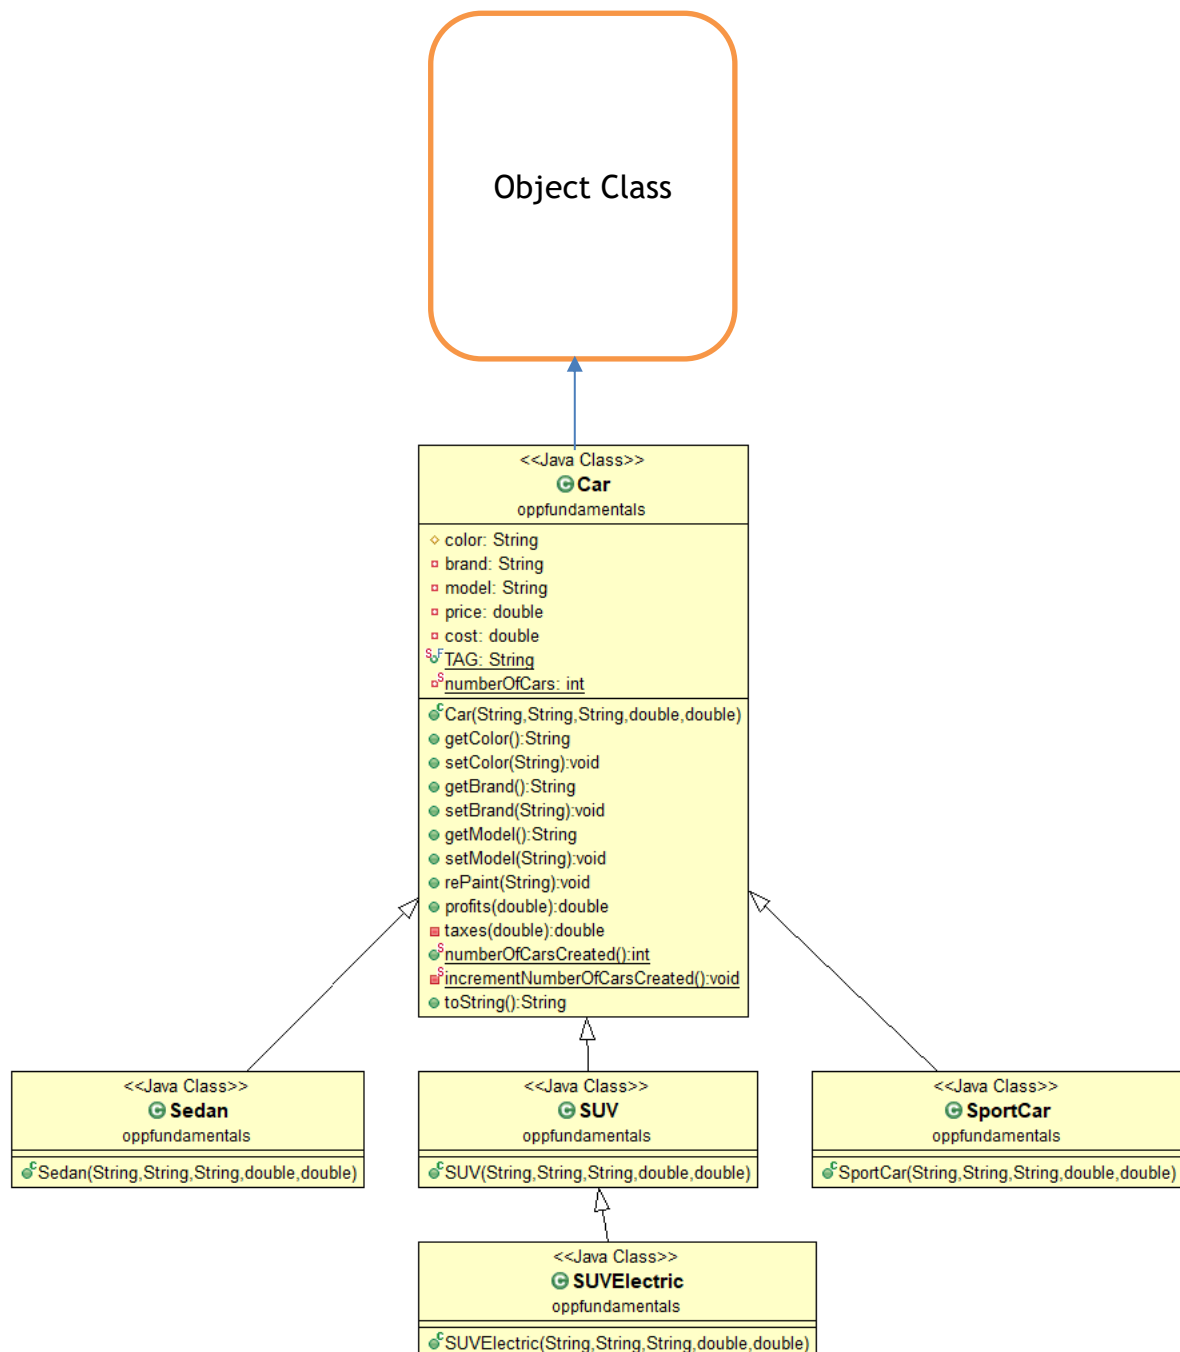 Object Class
<<Java Class>>
Car
oppfundamentals
color: String
brand: String
model: String
price: double
cost: double
TAG: String
numberOfCars: int
Car(String,String,String,double,double)
getColor():String
setColor(String):void
getBrand():String
setBrand(String):void
getModel():String
setModel(String):void
rePaint(String):void
profits(double):double
taxes(double):double
numberOfCarsCreated():int
incrementNumberOfCarsCreated():void
toString():String
<<Java Class>>
Sedan
oppfundamentals
Sedan(String,String,String,double,double)
<<Java Class>>
SUV
oppfundamentals
SUV(String,String,String,double,double)
<<Java Class>>
SportCar
oppfundamentals
SportCar(String,String,String,double,double)
<<Java Class>>
SUVElectric
oppfundamentals
SUVElectric(String,String,String,double,double)